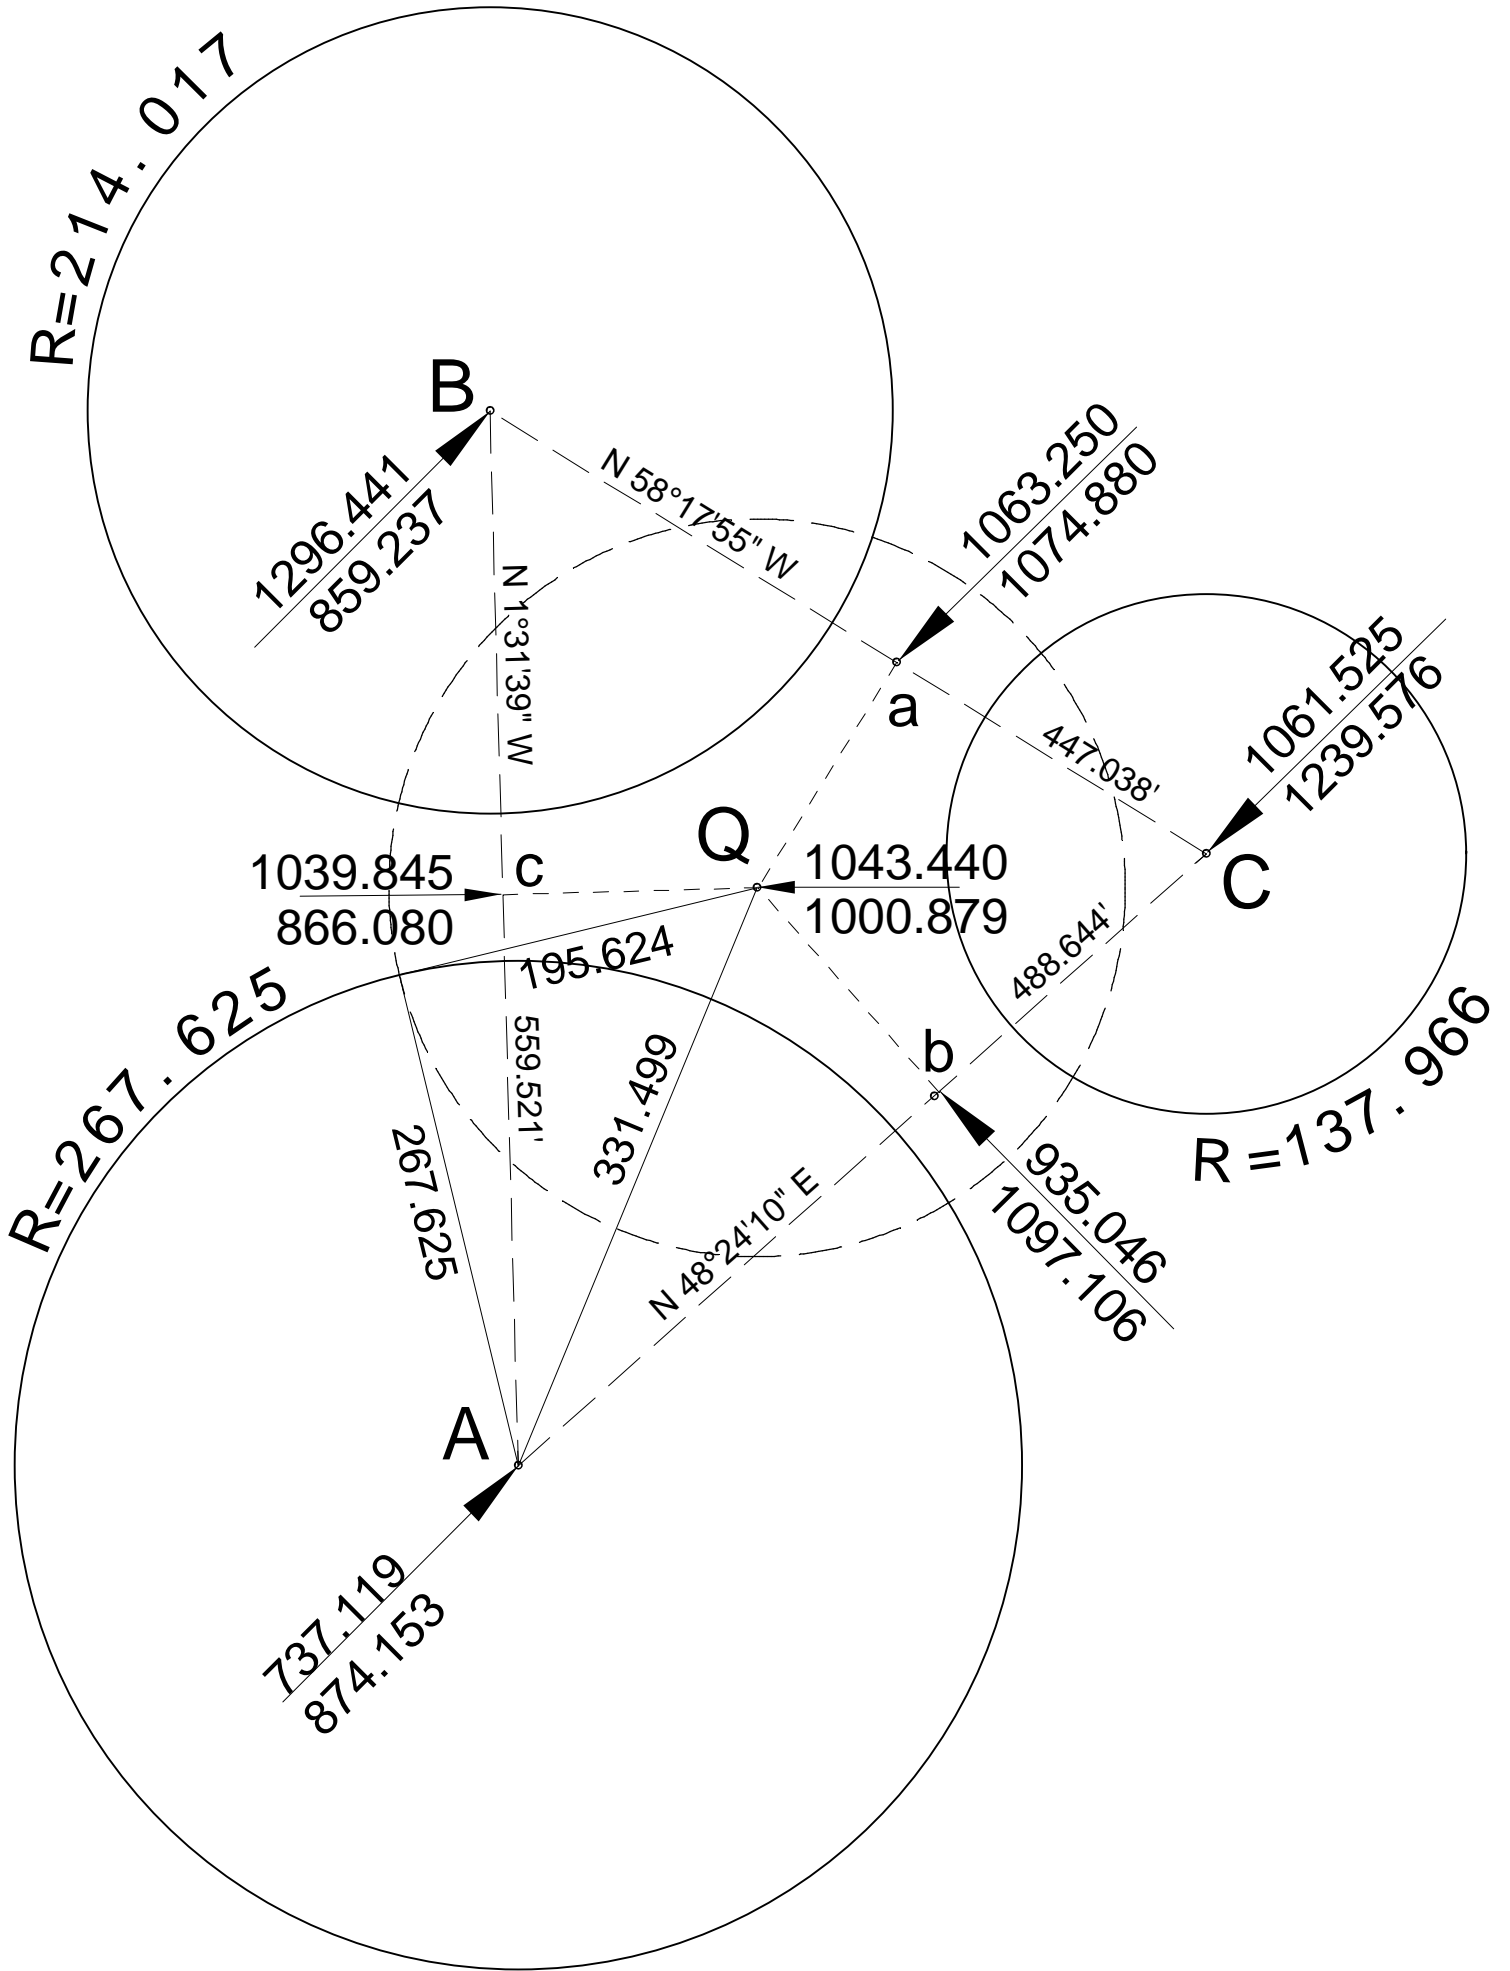 R=214.017
B
1296.441
859.237
N 58°17'55" W
1063.250
1074.880
a
N 1°31'39" W
447.038'
1061.525
1239.576
C
Q
1043.440
1000.879
c
1039.845
866.080
195.624
488.644'
b
R=137.966
R=267.625
559.521'
331.499
267.625
935.046
1097.106
N 48°24'10" E
A
737.119
874.153